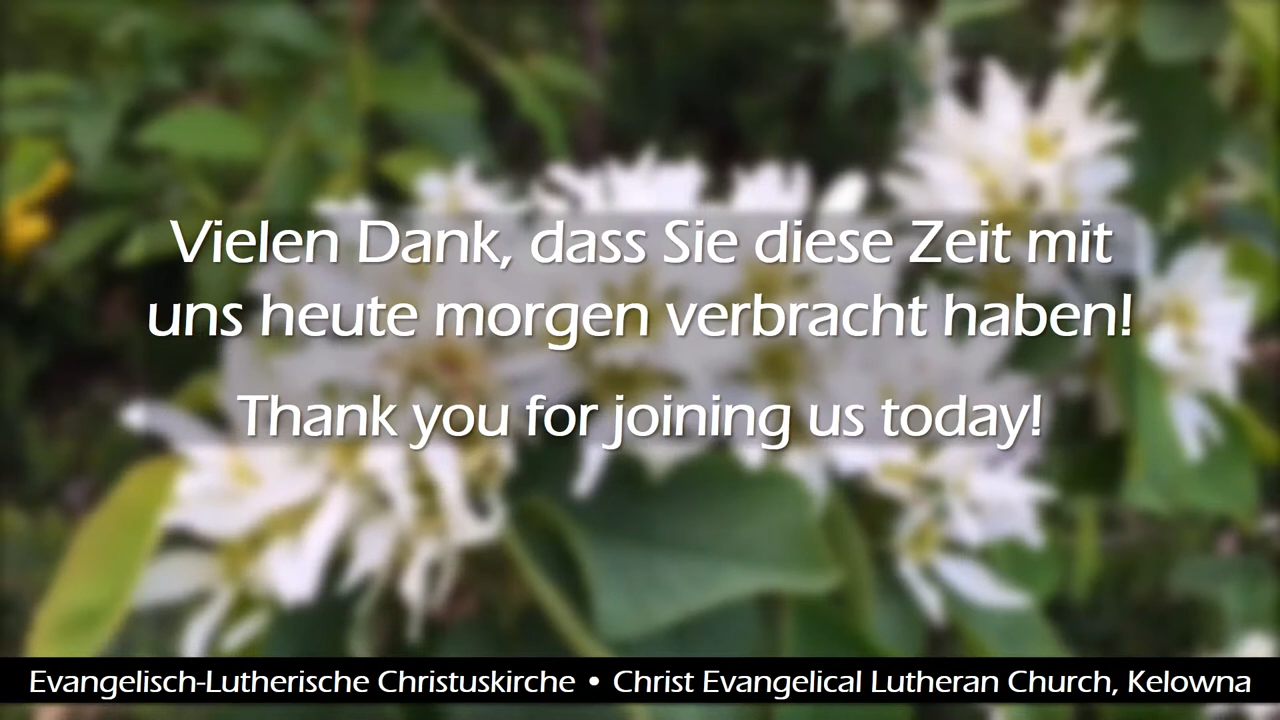 Vielen Dank, dass Sie diese Zeit mit
uns heute morgen verbracht haben!
Thank you for joining us today!
Evangelisch-Lutherische Christuskirche • Christ Evangelical Lutheran Church, Kelowna